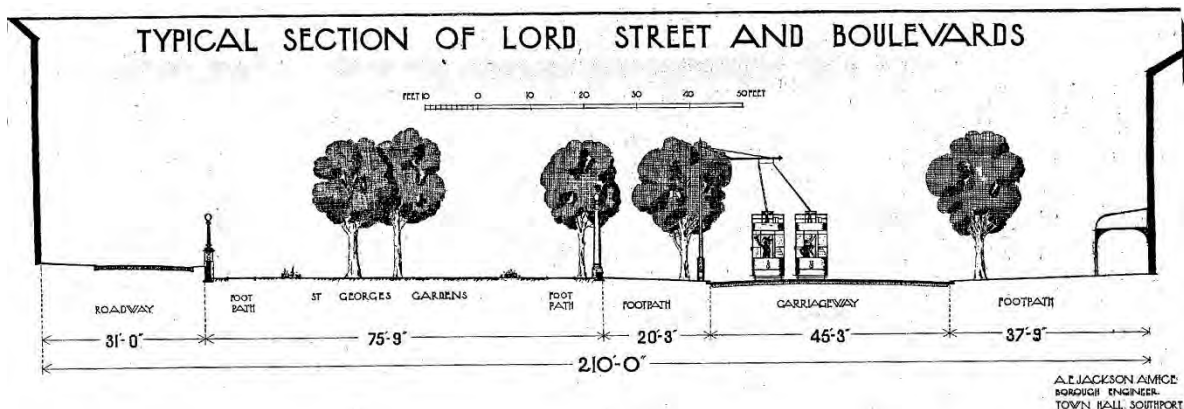 TYPICAL SECTION OF LORD STREET AND BOULEVARDS
FEET 10 0 10 20 30 40 50 FEET
ROADWAY
FOOT PATH
ST GEORGES GARDENS
FOOT PATH
FOOTPATH
CARRIAGEWAY
FOOTPATH
31'-0" 75'-9" 20'-3" 45'-3" 37'-9"
210'-0"
A.E. JACKSON A.M.I.C.E.
BOROUGH ENGINEER.
TOWN HALL SOUTHPORT